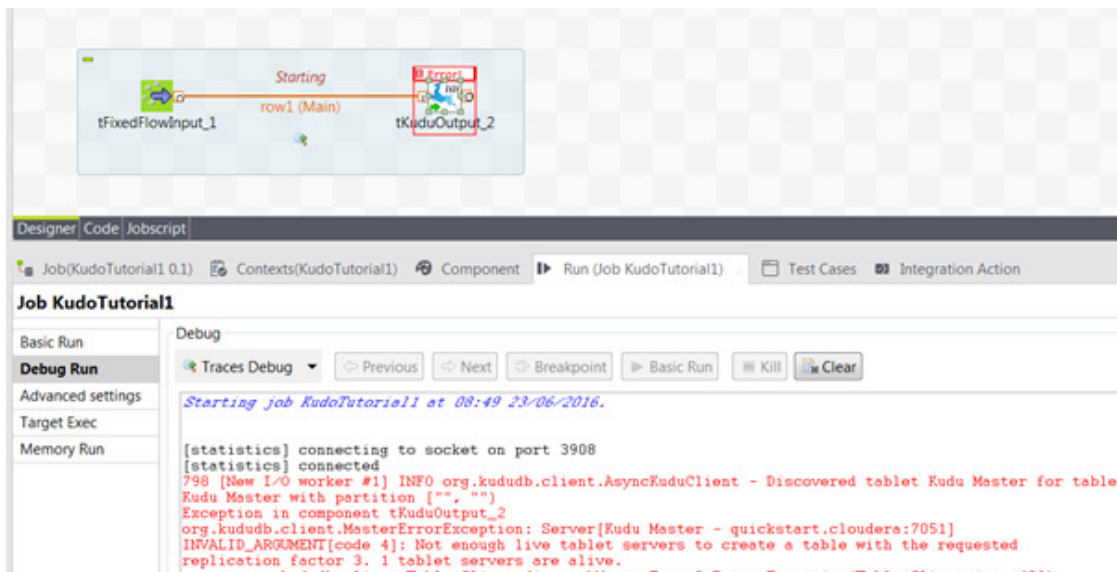 Error!
Starting
row1 (Main)
tFixedFlowInput_1
tKuduOutput_2
Designer Code Jobscript
Job(KudoTutorial1 0.1) Contexts(KudoTutorial1) Component Run (Job KudoTutorial1) Test Cases Integration Action
Job KudoTutorial1
Basic Run
Debug Run
Advanced settings
Target Exec
Memory Run
Debug
Traces Debug Previous Next Breakpoint Basic Run Kill Clear
Starting job KudoTutorial1 at 08:49 23/06/2016.
[statistics] connecting to socket on port 3908
[statistics] connected
798 [New I/O worker #1] INFO org.kududb.client.AsyncKuduClient - Discovered tablet Kudu Master for table
Kudu Master with partition ["", "")
Exception in component tKuduOutput_2
org.kududb.client.MasterErrorException: Server[Kudu Master - quickstart.cloudera:7051]
INVALID_ARGUMENT[code 4]: Not enough live tablet servers to create a table with the requested
replication factor 3. 1 tablet servers are alive.